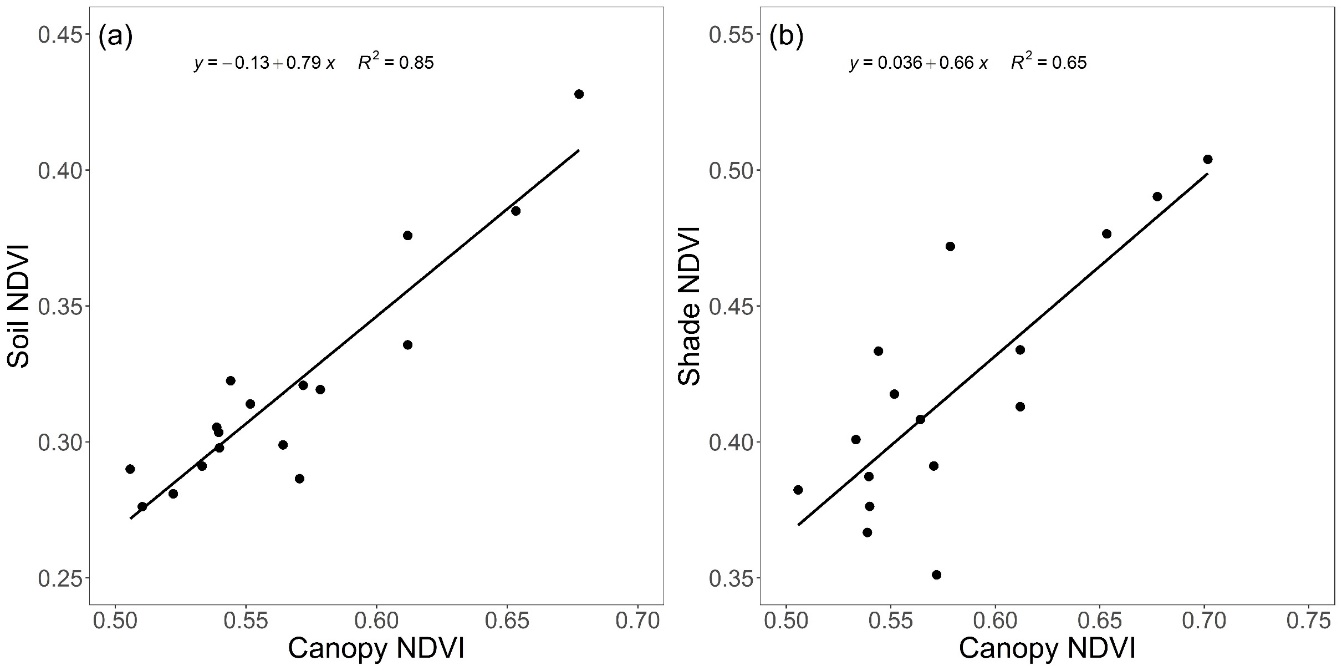 (a)
y = −0.13 + 0.79 x R² = 0.85
0.45
0.40
0.35
0.30
0.25
Soil NDVI
0.50 0.55 0.60 0.65 0.70
Canopy NDVI
(b)
y = 0.036 + 0.66 x R² = 0.65
0.55
0.50
0.45
0.40
0.35
Shade NDVI
0.50 0.55 0.60 0.65 0.70 0.75
Canopy NDVI